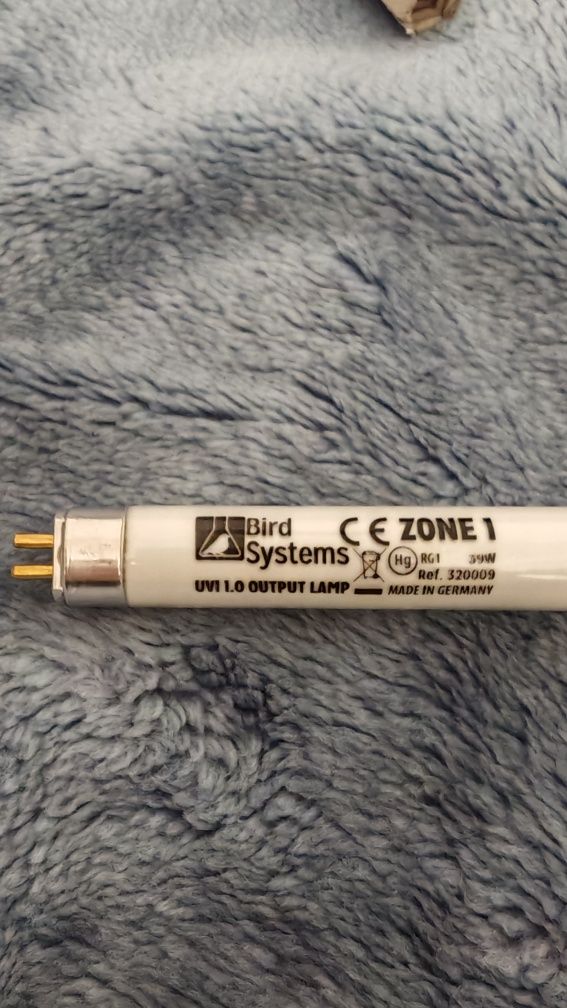 Bird Systems CE ZONE 1
Hg RG1 39W
Ref. 320009
UVI 1.0 OUTPUT LAMP MADE IN GERMANY